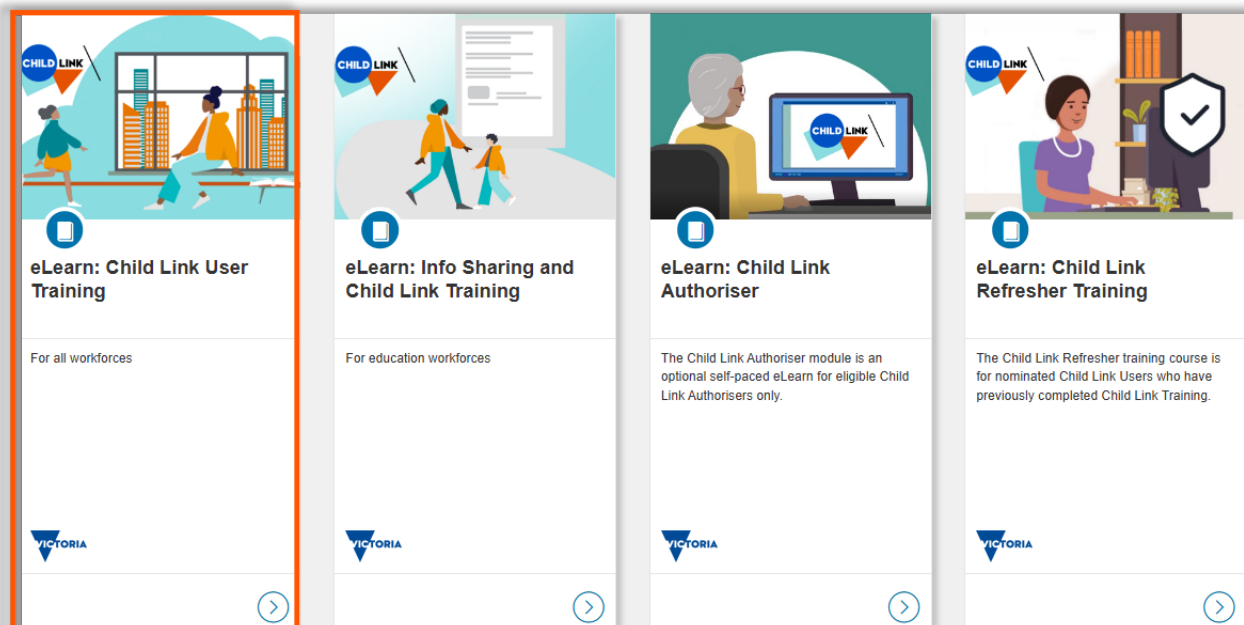 CHILD LINK
CHILD LINK
CHILD LINK
CHILD LINK
eLearn: Child Link User
Training
For all workforces
VICTORIA
eLearn: Info Sharing and
Child Link Training
For education workforces
VICTORIA
eLearn: Child Link
Authoriser
The Child Link Authoriser module is an
optional self-paced eLearn for eligible Child
Link Authorisers only.
VICTORIA
eLearn: Child Link
Refresher Training
The Child Link Refresher training course is
for nominated Child Link Users who have
previously completed Child Link Training.
VICTORIA